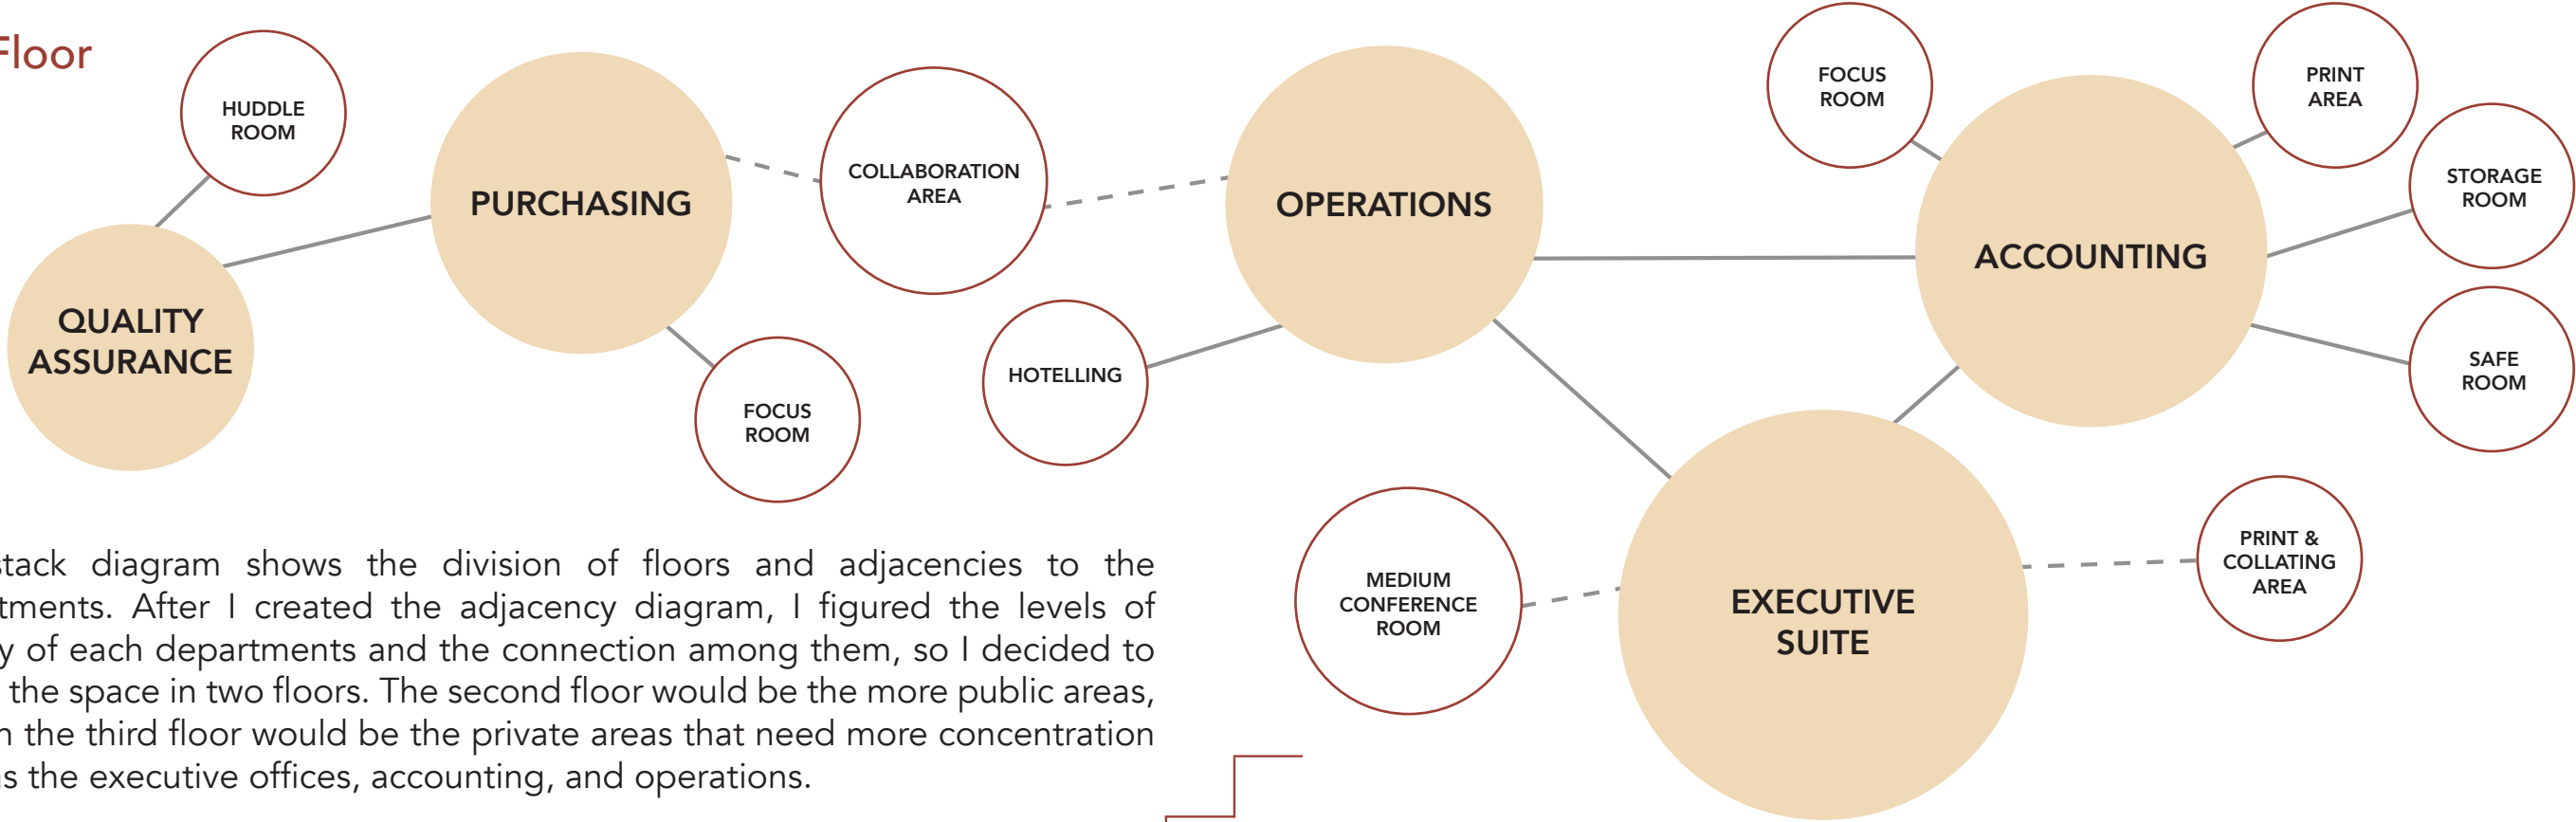 Floor
HUDDLE
ROOM
QUALITY
ASSURANCE
PURCHASING
FOCUS
ROOM
COLLABORATION
AREA
HOTELLING
OPERATIONS
FOCUS
ROOM
ACCOUNTING
PRINT
AREA
STORAGE
ROOM
SAFE
ROOM
MEDIUM
CONFERENCE
ROOM
EXECUTIVE
SUITE
PRINT &
COLLATING
AREA
stack diagram shows the division of floors and adjacencies to the
tments. After I created the adjacency diagram, I figured the levels of
y of each departments and the connection among them, so I decided to
the space in two floors. The second floor would be the more public areas,
n the third floor would be the private areas that need more concentration
as the executive offices, accounting, and operations.